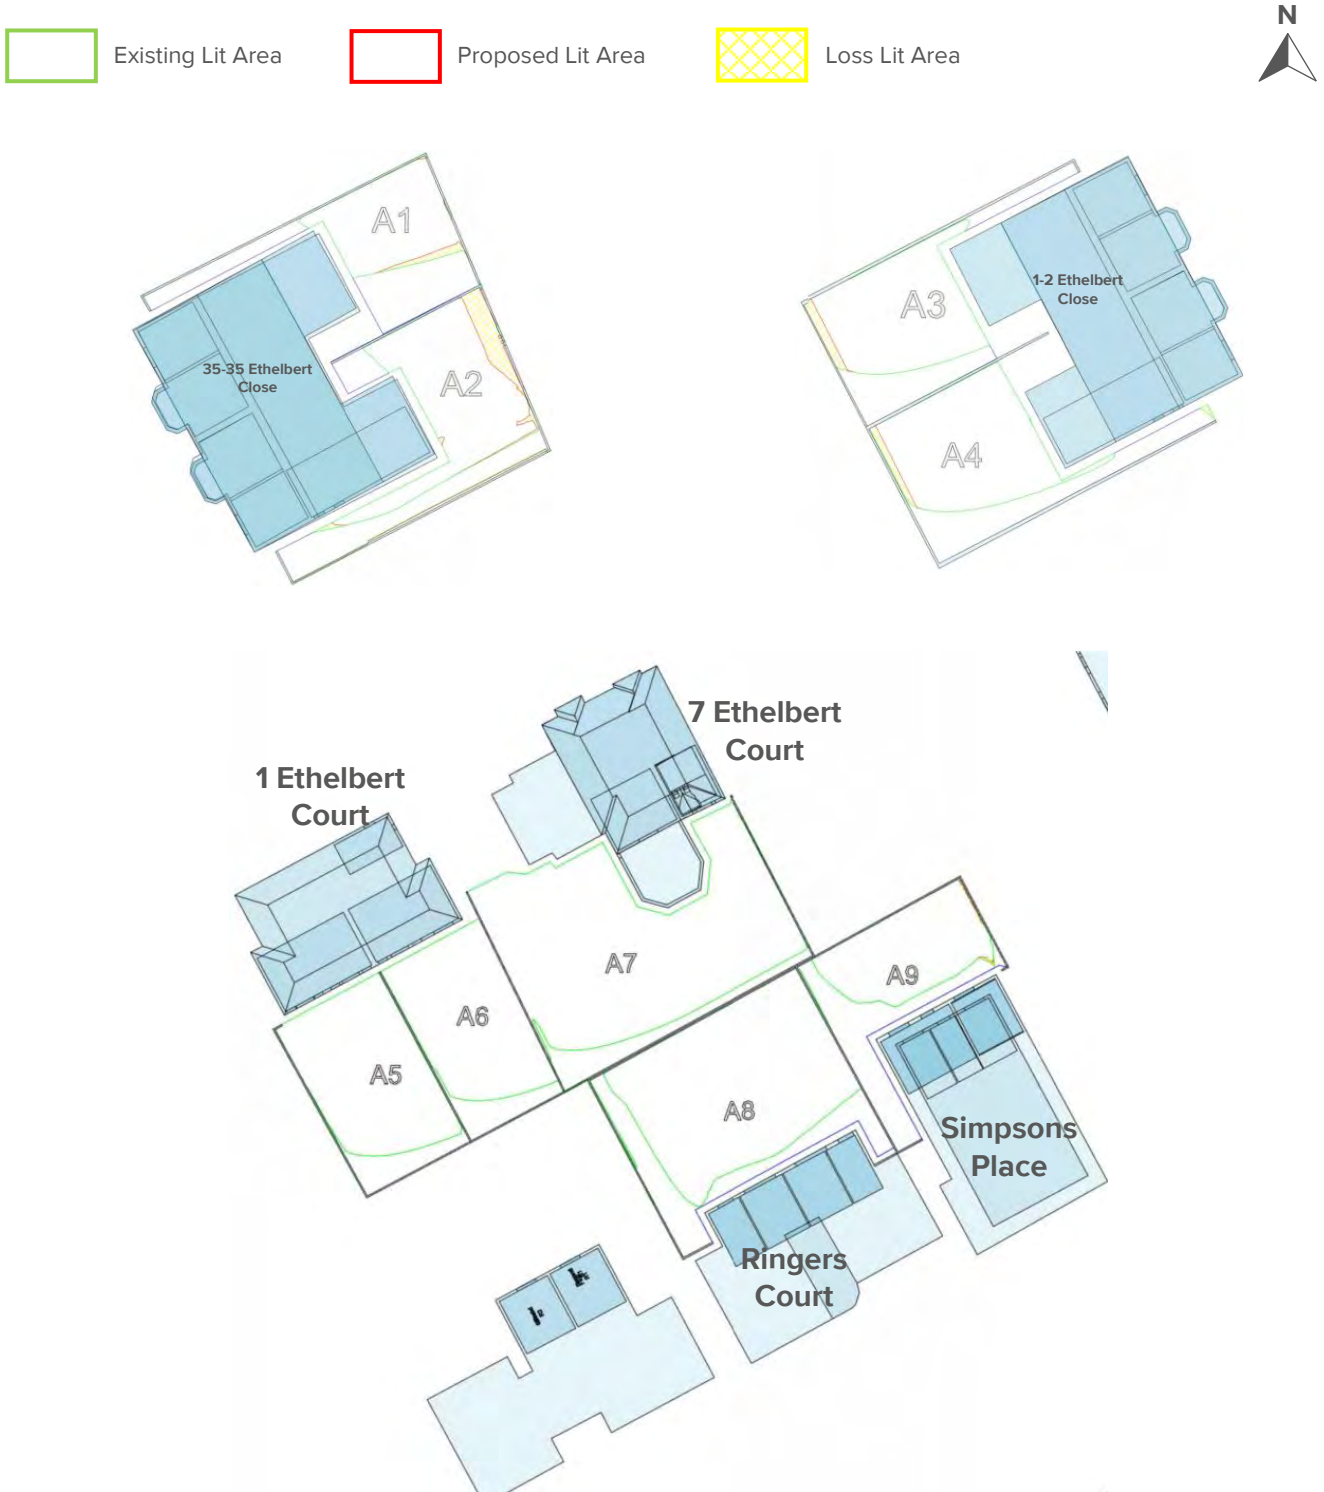 N
Existing Lit Area
Proposed Lit Area
Loss Lit Area
A1
35-35 Ethelbert
Close
A2
A3
1-2 Ethelbert
Close
A4
7 Ethelbert
Court
1 Ethelbert
Court
A7
A9
A6
A5
A8
Simpsons
Place
Ringers
Court